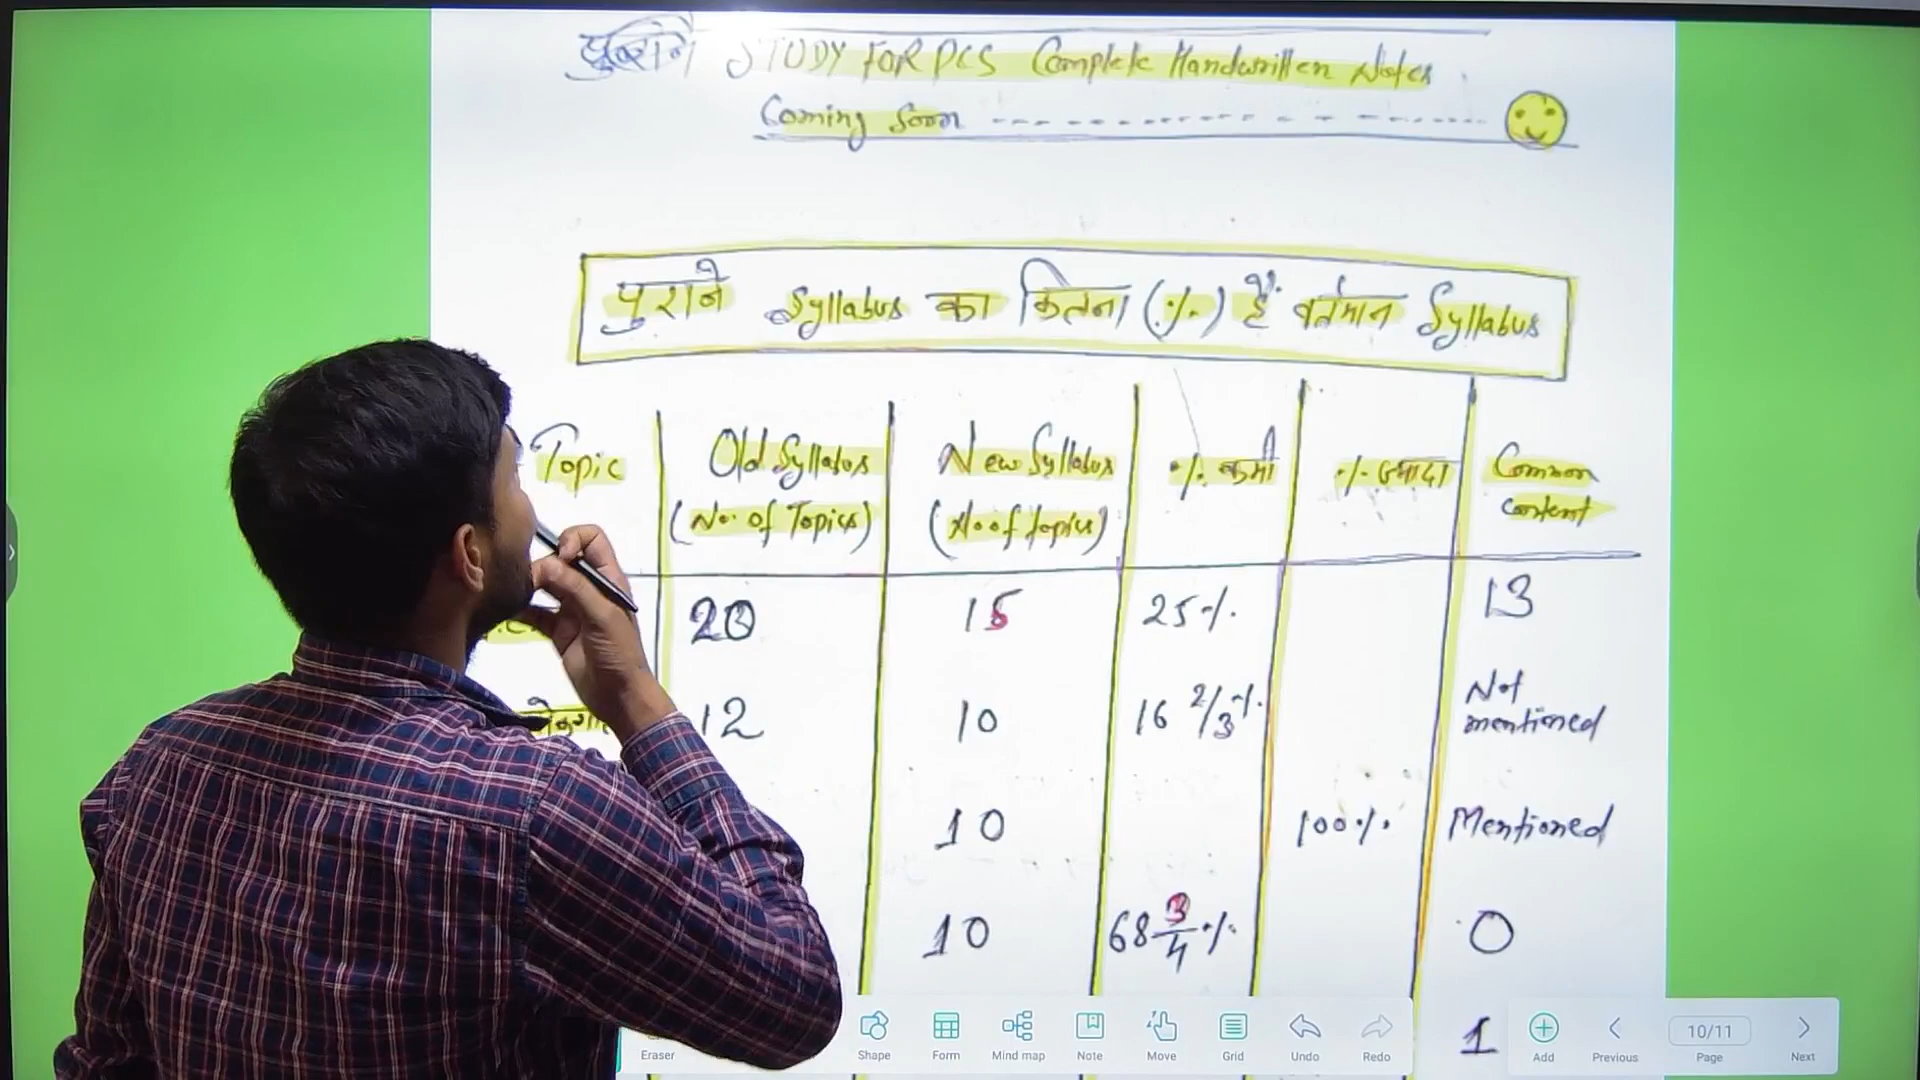 STUDY FOR PCS Complete Handwritten Notes
Coming Soon
पुराने Syllabus का कितना (%) है वर्तमान Syllabus
Topic Old Syllabus (No. of Topics) New Syllabus (No of topics) % कमी % ज्यादा Common content
20 15 25% 13
12 10 16 2/3% Not mentioned
10 100% Mentioned
10 68 3/4 % 0
1
Eraser Shape Form Mind map Note Move Grid Undo Redo Add Previous 10/11 Page Next